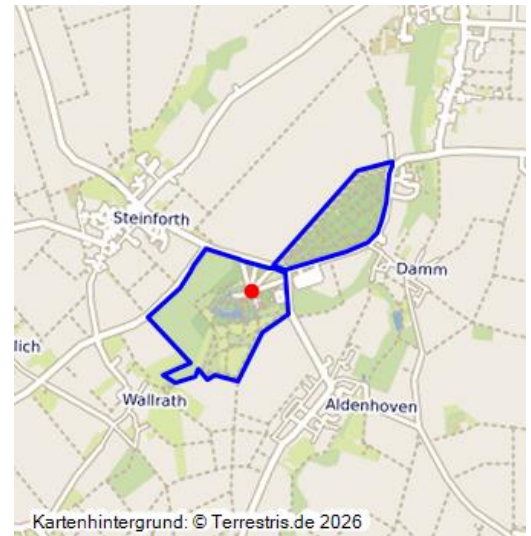 Steinforth
Damm
lich
Wallrath
Aldenhoven
Kartenhintergrund: © Terrestris.de 2026